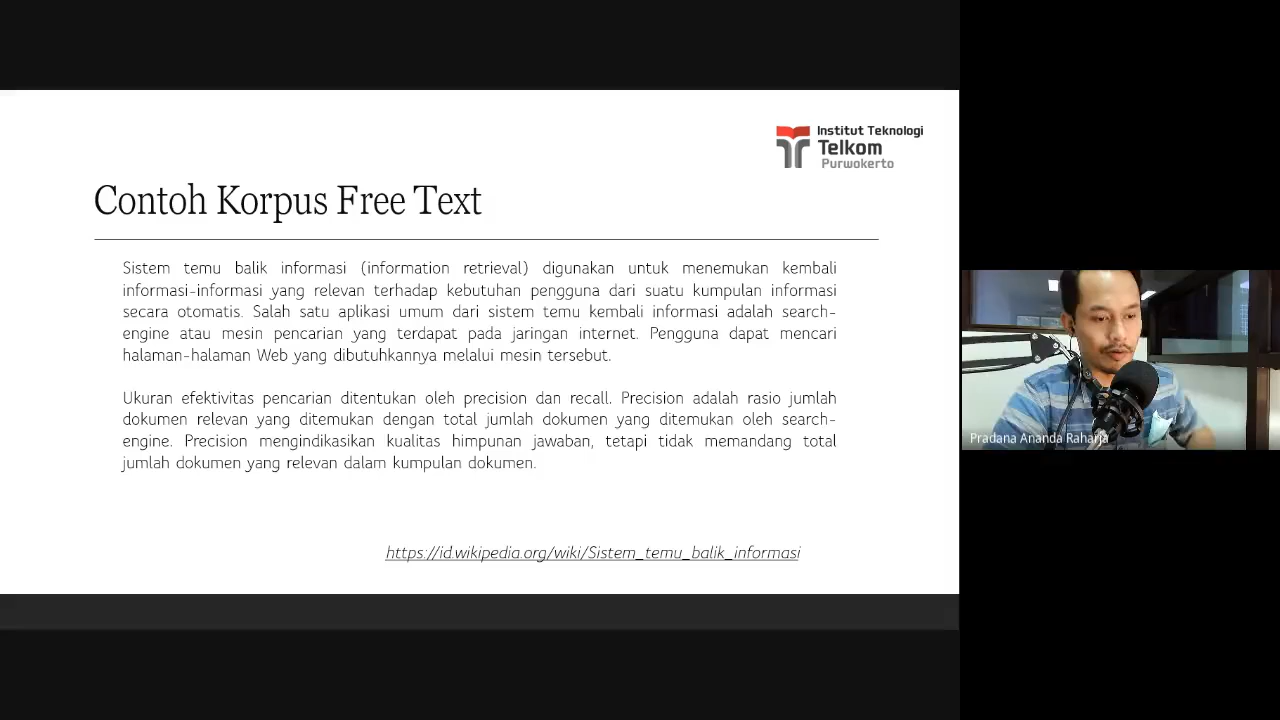 Institut Teknologi
Telkom
Purwokerto
Contoh Korpus Free Text
Sistem temu balik informasi (information retrieval) digunakan untuk menemukan kembali
informasi-informasi yang relevan terhadap kebutuhan pengguna dari suatu kumpulan informasi
secara otomatis. Salah satu aplikasi umum dari sistem temu kembali informasi adalah search-
engine atau mesin pencarian yang terdapat pada jaringan internet. Pengguna dapat mencari
halaman-halaman Web yang dibutuhkannya melalui mesin tersebut.
Ukuran efektivitas pencarian ditentukan oleh precision dan recall. Precision adalah rasio jumlah
dokumen relevan yang ditemukan dengan total jumlah dokumen yang ditemukan oleh search-
engine. Precision mengindikasikan kualitas himpunan jawaban, tetapi tidak memandang total
jumlah dokumen yang relevan dalam kumpulan dokumen.
https://id.wikipedia.org/wiki/Sistem_temu_balik_informasi
Pradana Ananda Raharja